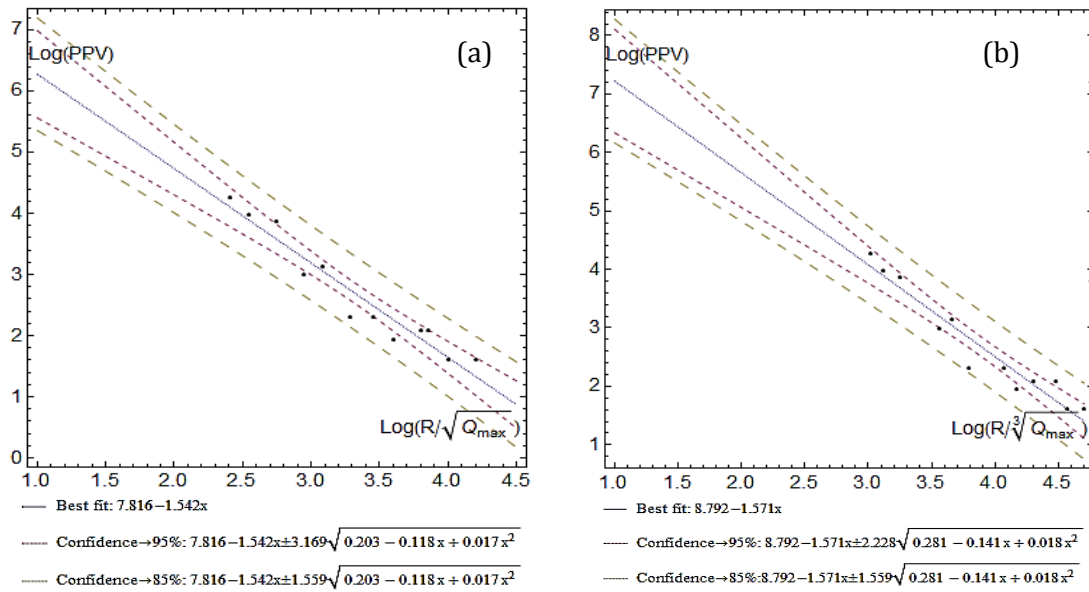 (a)
Log(PPV)
7
6
5
4
3
2
1
0
Log(R/√Q_max)
1.0 1.5 2.0 2.5 3.0 3.5 4.0 4.5
Best fit: 7.816−1.542x
Confidence→95%: 7.816−1.542x±3.169√(0.203 − 0.118 x + 0.017 x²)
Confidence→85%: 7.816−1.542x±1.559√(0.203 − 0.118 x + 0.017 x²)
(b)
8
Log(PPV)
7
6
5
4
3
2
1
Log(R/∛Q_max)
1.0 1.5 2.0 2.5 3.0 3.5 4.0 4.5
Best fit: 8.792−1.571x
Confidence→95%: 8.792−1.571x±2.228√(0.281 − 0.141 x + 0.018 x²)
Confidence→85%:8.792−1.571x±1.559√(0.281 − 0.141 x + 0.018 x²)